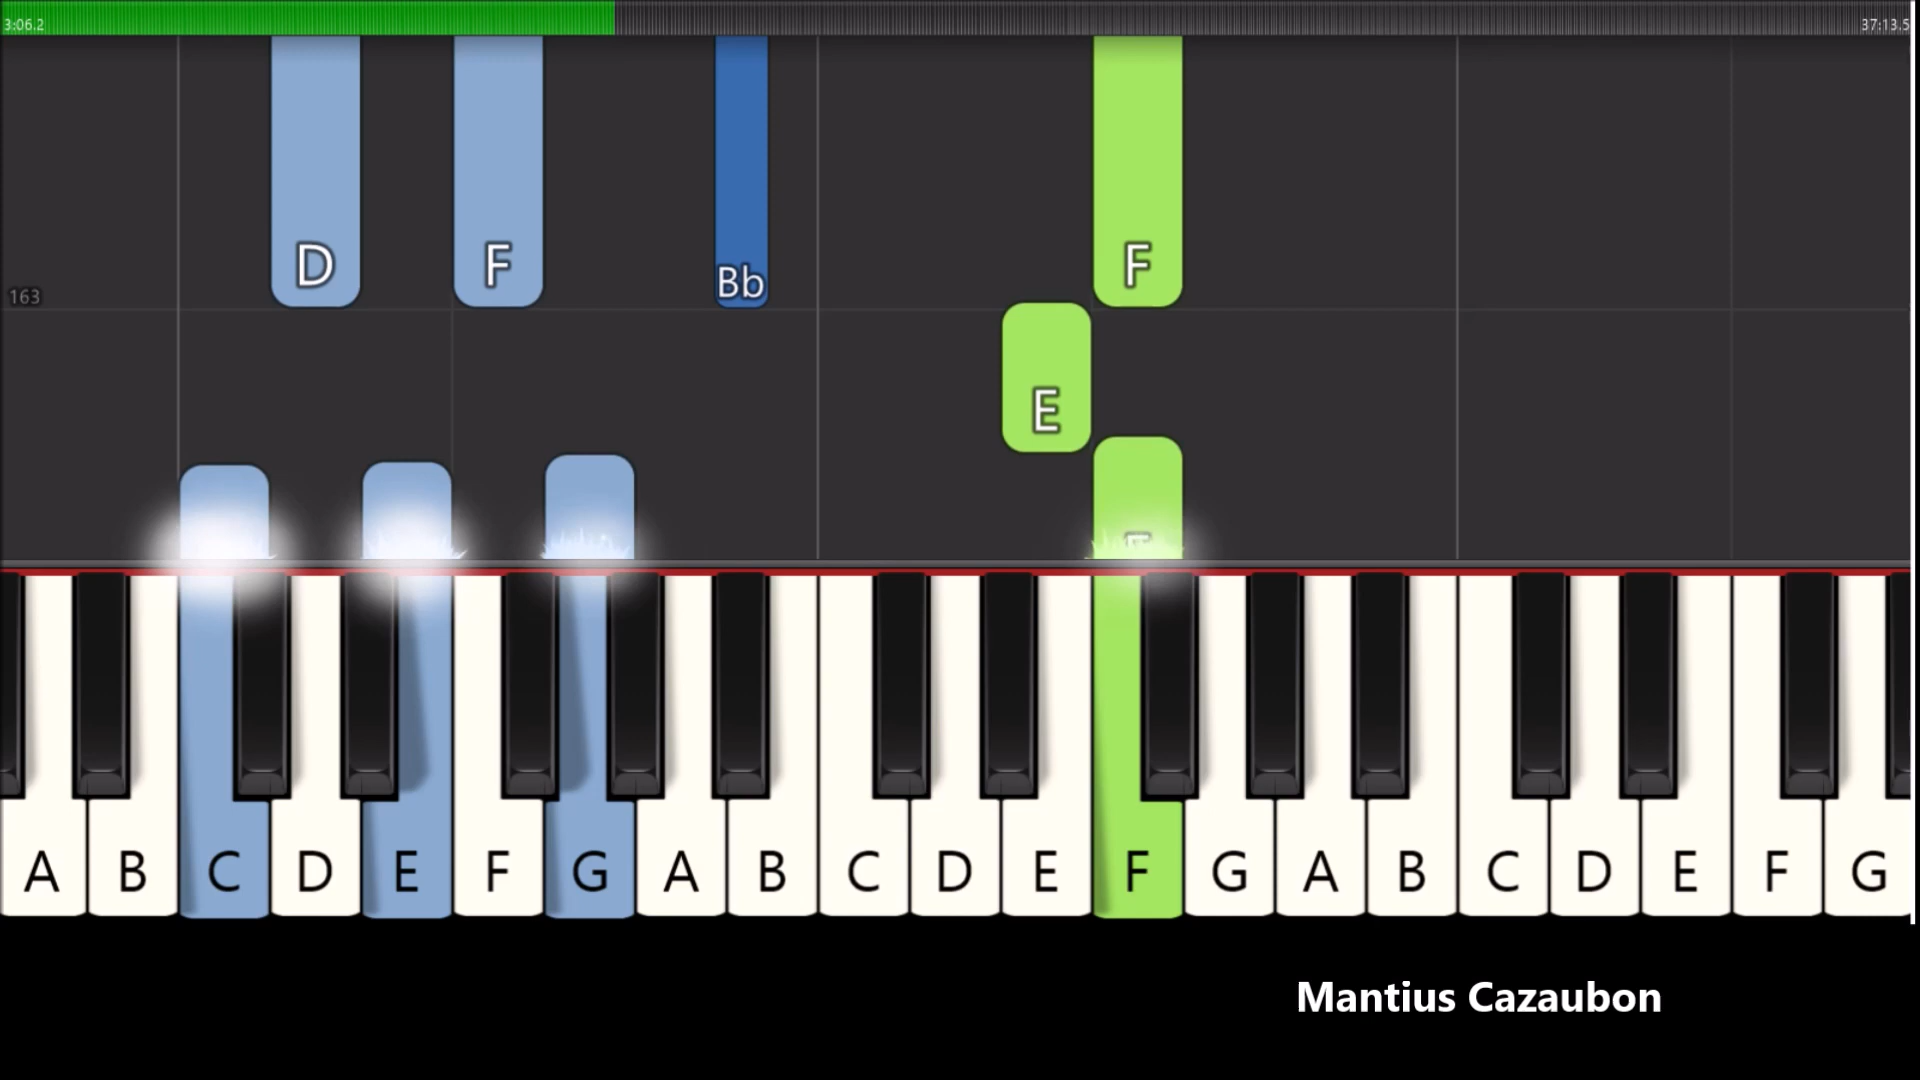 3:06.2 37:13.5
D F Bb F
163
E
A B C D E F G A B C D E F G A B C D E F G
Mantius Cazaubon